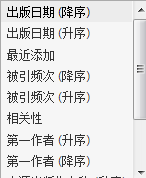 出版日期 (降序)
出版日期 (升序)
最近添加
被引频次 (降序)
被引频次 (升序)
相关性
第一作者 (升序)
第一作者 (降序)